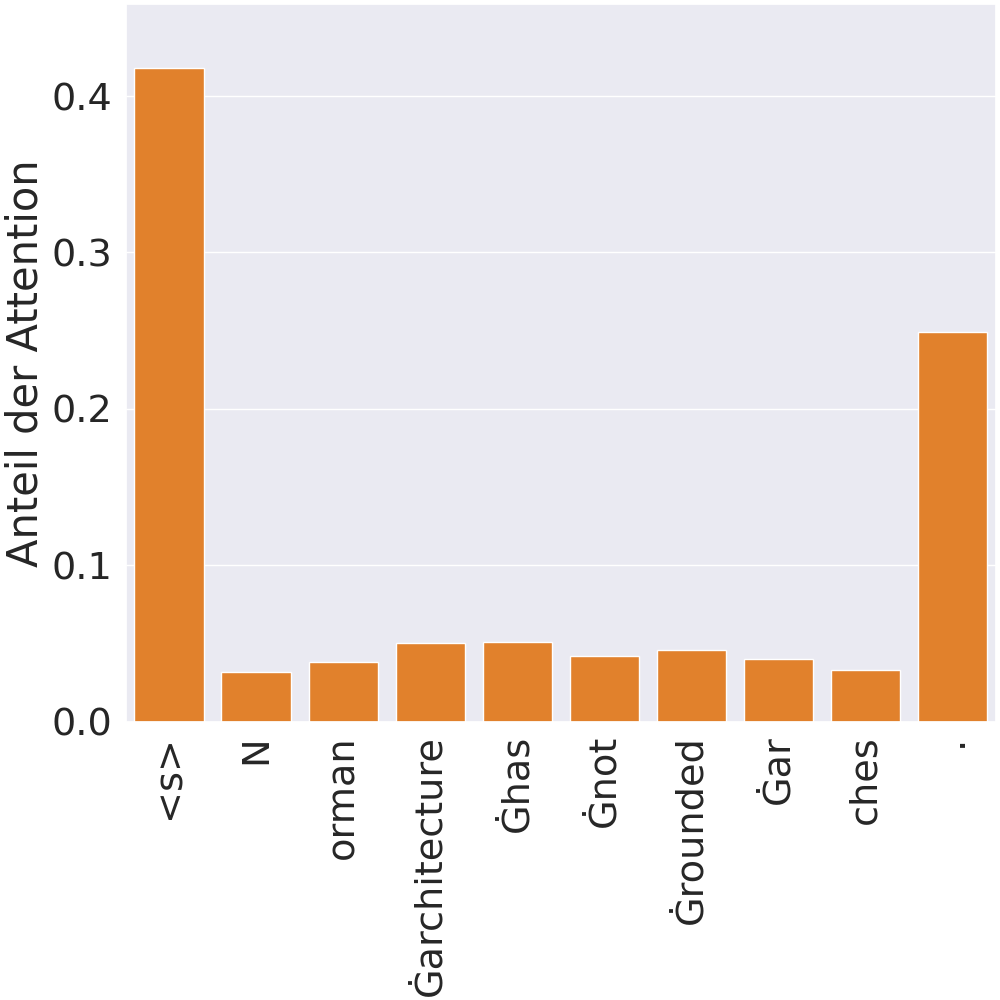 Anteil der Attention
0.4
0.3
0.2
0.1
0.0
<s>
N
orman
Ġarchitecture
Ġhas
Ġnot
Ġrounded
Ġar
ches
.